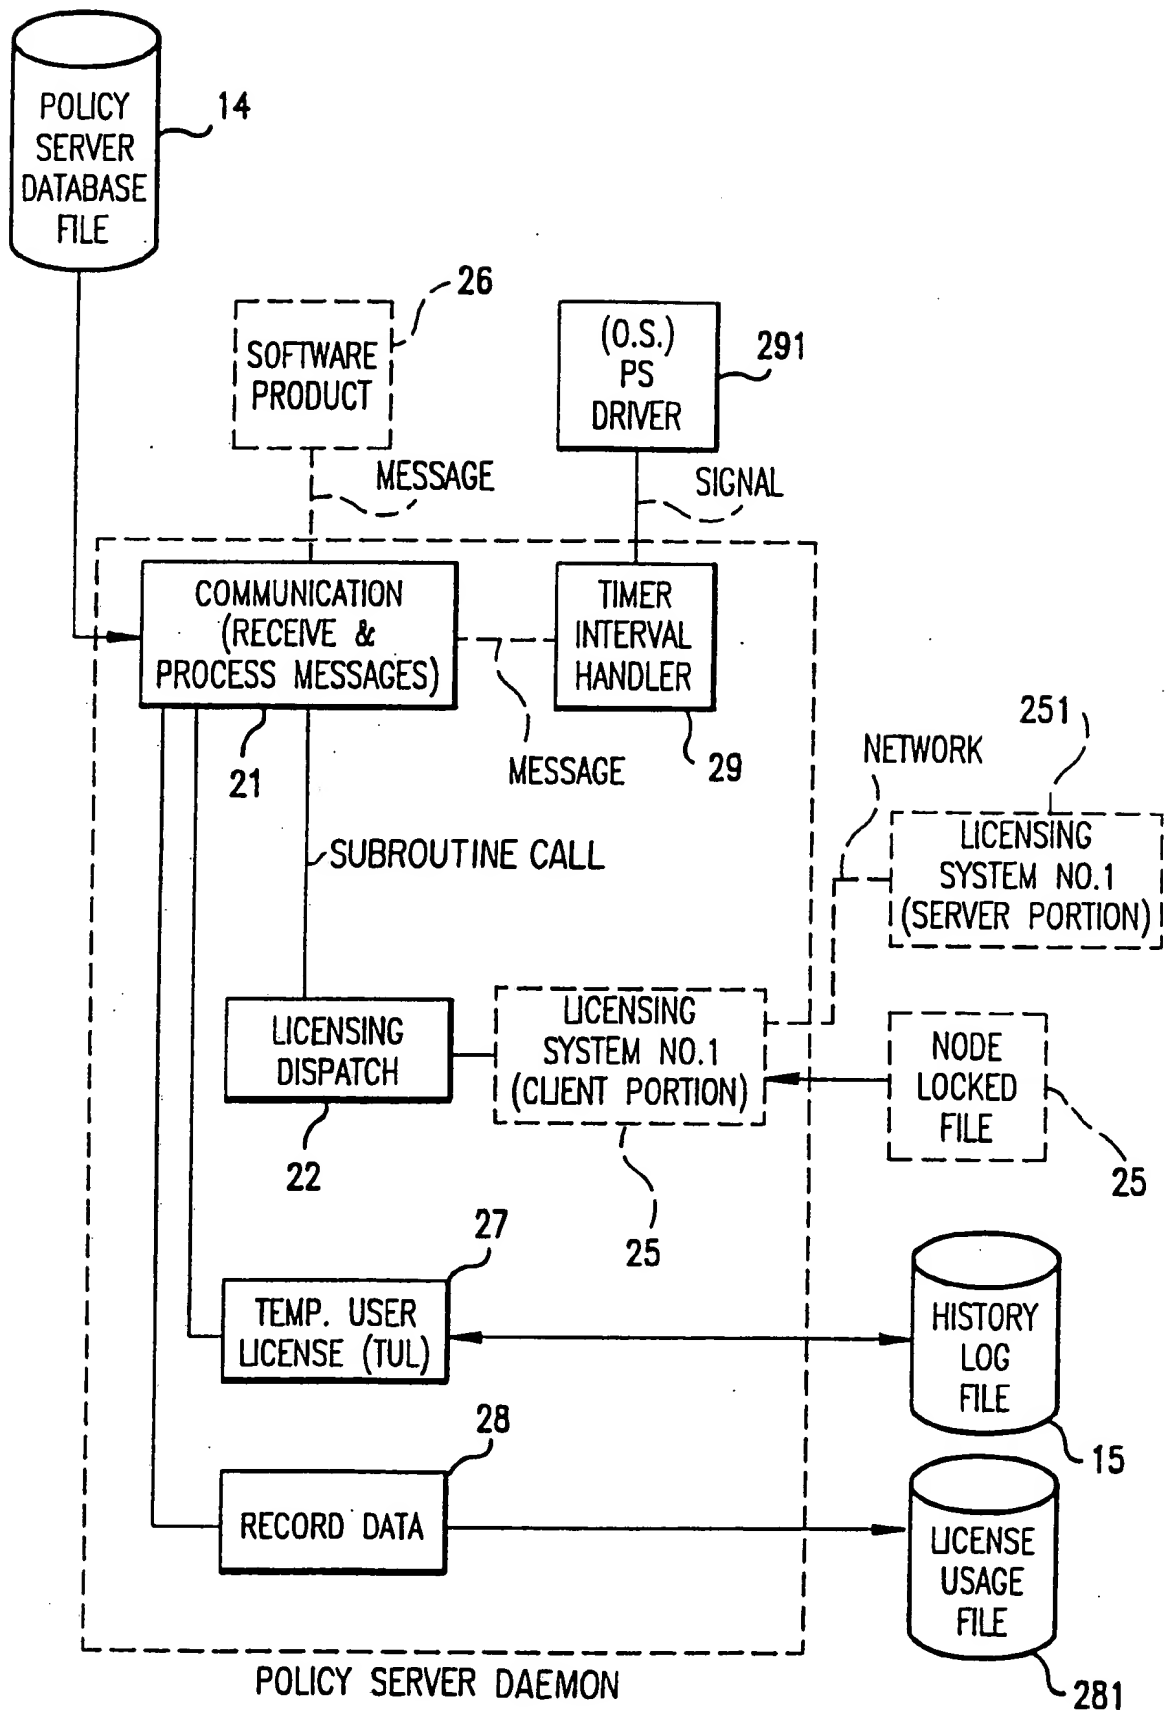 POLICY
SERVER
DATABASE
FILE
14
26
SOFTWARE
PRODUCT
(O.S.)
PS
DRIVER
291
MESSAGE
SIGNAL
COMMUNICATION
(RECEIVE &
PROCESS MESSAGES)
21
MESSAGE
TIMER
INTERVAL
HANDLER
29
NETWORK
251
LICENSING
SYSTEM NO.1
(SERVER PORTION)
SUBROUTINE CALL
LICENSING
DISPATCH
22
LICENSING
SYSTEM NO.1
(CLIENT PORTION)
25
NODE
LOCKED
FILE
25
27
TEMP. USER
LICENSE (TUL)
HISTORY
LOG
FILE
15
28
RECORD DATA
LICENSE
USAGE
FILE
281
POLICY SERVER DAEMON